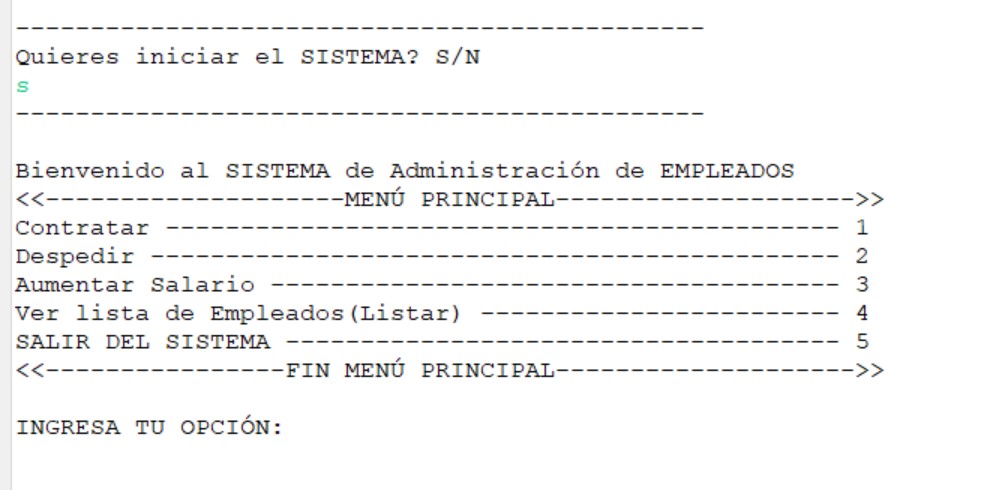 ----------------------------------------------
Quieres iniciar el SISTEMA? S/N
s
----------------------------------------------
Bienvenido al SISTEMA de Administración de EMPLEADOS
<<--------------------MENÚ PRINCIPAL-------------------->>
Contratar --------------------------------------------- 1
Despedir ---------------------------------------------- 2
Aumentar Salario -------------------------------------- 3
Ver lista de Empleados(Listar) ------------------------ 4
SALIR DEL SISTEMA ------------------------------------- 5
<<----------------FIN MENÚ PRINCIPAL-------------------->>
INGRESA TU OPCIÓN: